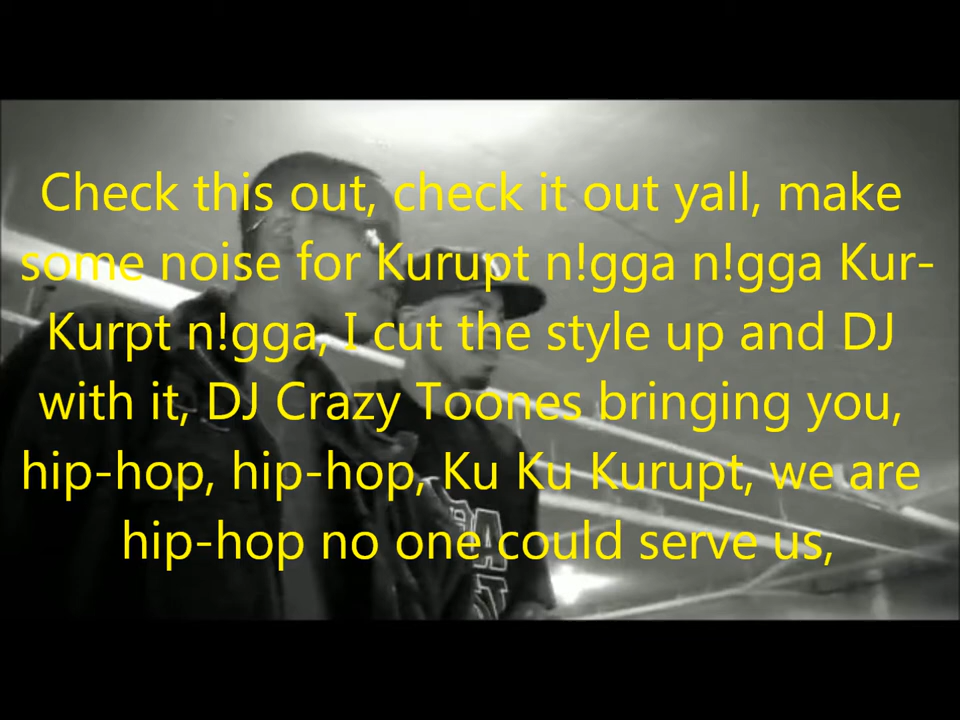 Check this out, check it out yall, make
some noise for Kurupt n!gga n!gga Kur-
Kurpt n!gga, I cut the style up and DJ
with it, DJ Crazy Toones bringing you,
hip-hop, hip-hop, Ku Ku Kurupt, we are
hip-hop no one could serve us,